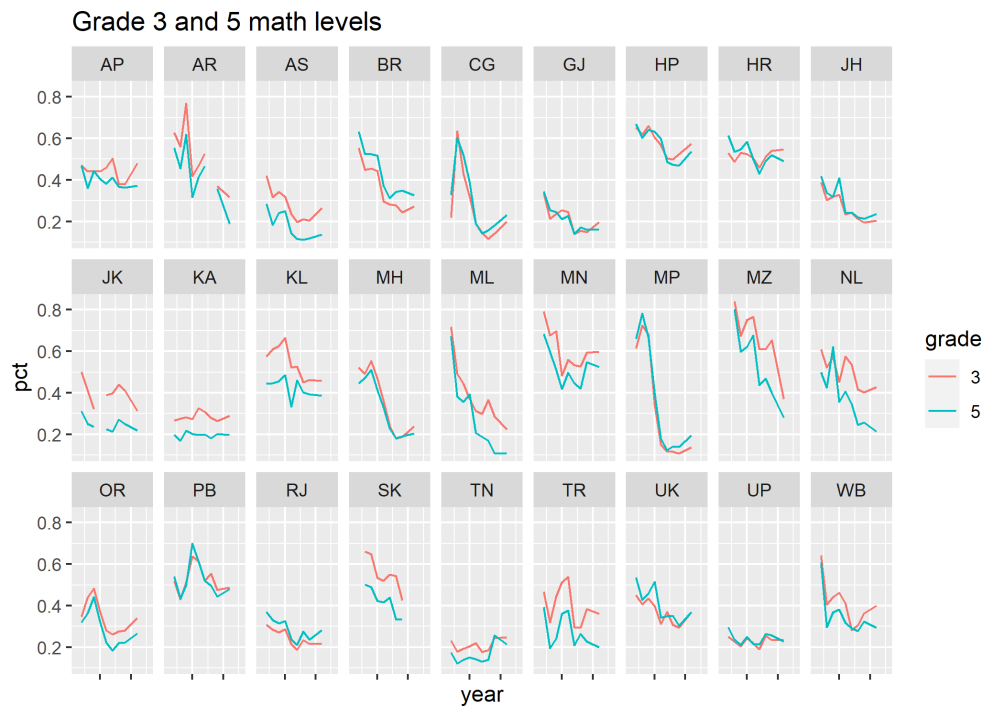 Grade 3 and 5 math levels
AP AR AS BR CG GJ HP HR JH
0.8
0.6
0.4
0.2
JK KA KL MH ML MN MP MZ NL
0.8
0.6
0.4
0.2
OR PB RJ SK TN TR UK UP WB
0.8
0.6
0.4
0.2
pct
year
grade
3
5